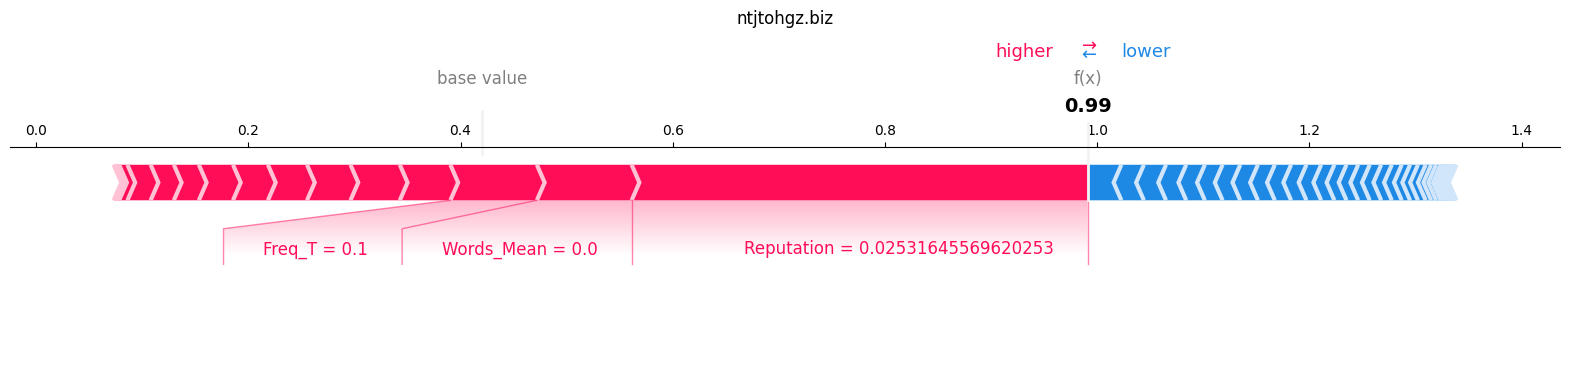 ntjtohgz.biz
higher ⇄ lower
base value f(x)
0.99
0.0 0.2 0.4 0.6 0.8 1.0 1.2 1.4
Freq_T = 0.1 Words_Mean = 0.0 Reputation = 0.02531645569620253